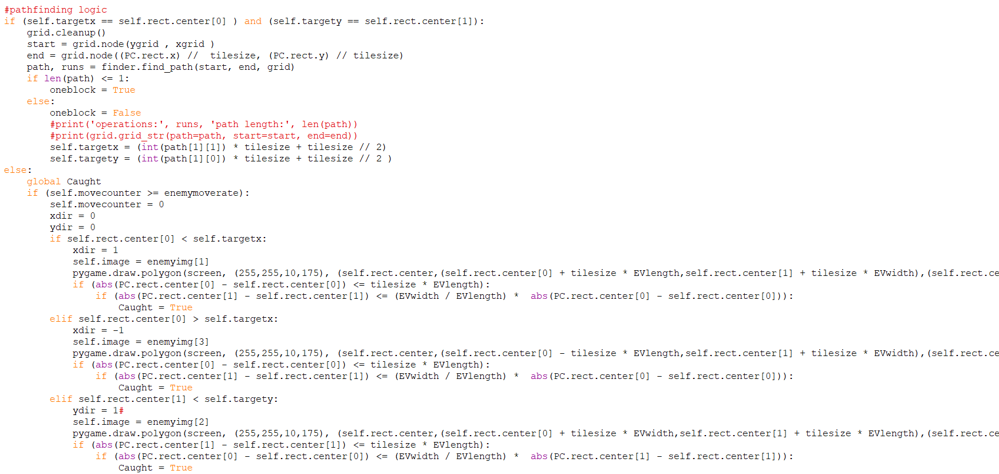 #pathfinding logic
if (self.targetx == self.rect.center[0] ) and (self.targety == self.rect.center[1]):
    grid.cleanup()
    start = grid.node(ygrid , xgrid )
    end = grid.node((PC.rect.x) //  tilesize, (PC.rect.y) // tilesize)
    path, runs = finder.find_path(start, end, grid)
    if len(path) <= 1:
        oneblock = True
    else:
        oneblock = False
        #print('operations:', runs, 'path length:', len(path))
        #print(grid.grid_str(path=path, start=start, end=end))
        self.targetx = (int(path[1][1]) * tilesize + tilesize // 2)
        self.targety = (int(path[1][0]) * tilesize + tilesize // 2 )
else:
    global Caught
    if (self.movecounter >= enemymoverate):
        self.movecounter = 0
        xdir = 0
        ydir = 0
        if self.rect.center[0] < self.targetx:
            xdir = 1
            self.image = enemyimg[1]
            pygame.draw.polygon(screen, (255,255,10,175), (self.rect.center,(self.rect.center[0] + tilesize * EVlength,self.rect.center[1] + tilesize * EVwidth),(self.rect.ce
            if (abs(PC.rect.center[0] - self.rect.center[0]) <= tilesize * EVlength):
                if (abs(PC.rect.center[1] - self.rect.center[1]) <= (EVwidth / EVlength) *  abs(PC.rect.center[0] - self.rect.center[0])):
                    Caught = True
        elif self.rect.center[0] > self.targetx:
            xdir = -1
            self.image = enemyimg[3]
            pygame.draw.polygon(screen, (255,255,10,175), (self.rect.center,(self.rect.center[0] - tilesize * EVlength,self.rect.center[1] + tilesize * EVwidth),(self.rect.ce
            if (abs(PC.rect.center[0] - self.rect.center[0]) <= tilesize * EVlength):
                if (abs(PC.rect.center[1] - self.rect.center[1]) <= (EVwidth / EVlength) *  abs(PC.rect.center[0] - self.rect.center[0])):
                    Caught = True
        elif self.rect.center[1] < self.targety:
            ydir = 1#
            self.image = enemyimg[2]
            pygame.draw.polygon(screen, (255,255,10,175), (self.rect.center,(self.rect.center[0] + tilesize * EVwidth,self.rect.center[1] + tilesize * EVlength),(self.rect.ce
            if (abs(PC.rect.center[1] - self.rect.center[1]) <= tilesize * EVlength):
                if (abs(PC.rect.center[0] - self.rect.center[0]) <= (EVwidth / EVlength) *  abs(PC.rect.center[1] - self.rect.center[1])):
                    Caught = True